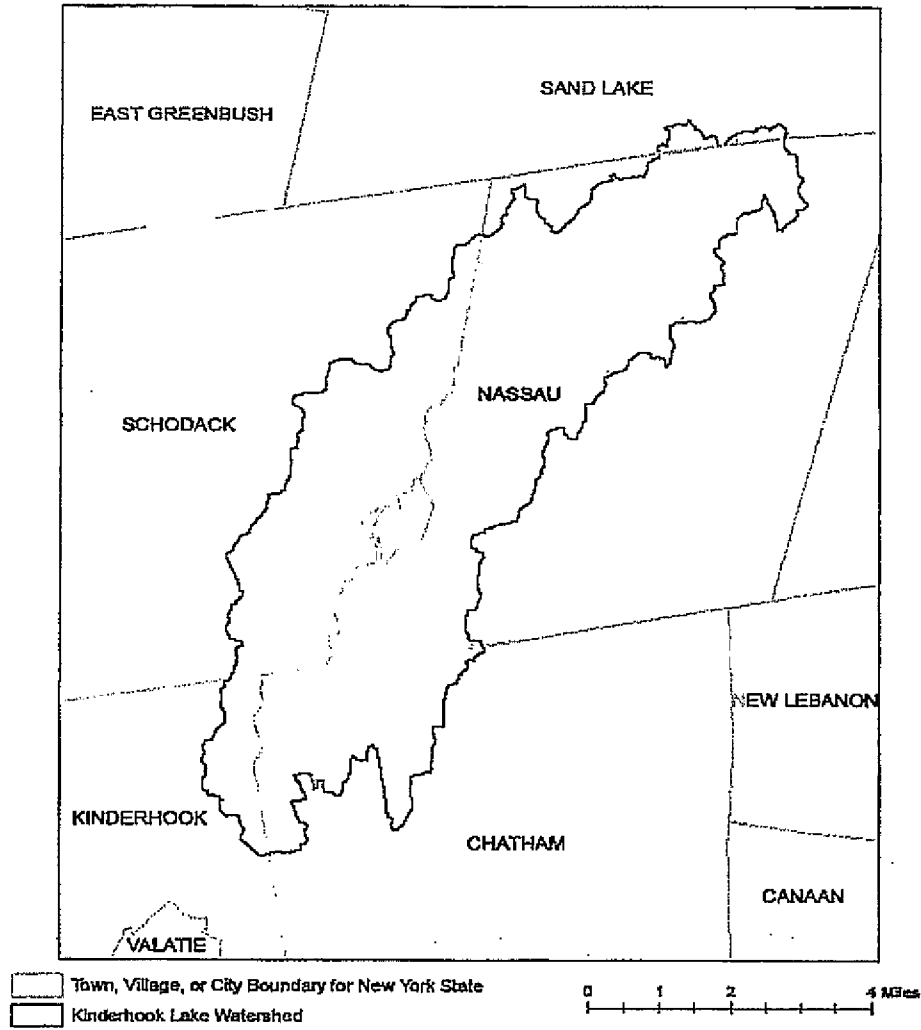 SAND LAKE
EAST GREENBUSH
NASSAU
SCHODACK
NEW LEBANON
KINDERHOOK
CHATHAM
CANAAN
VALATIE
Town, Village, or City Boundary for New York State
Kinderhook Lake Watershed
0 1 2 4 Miles